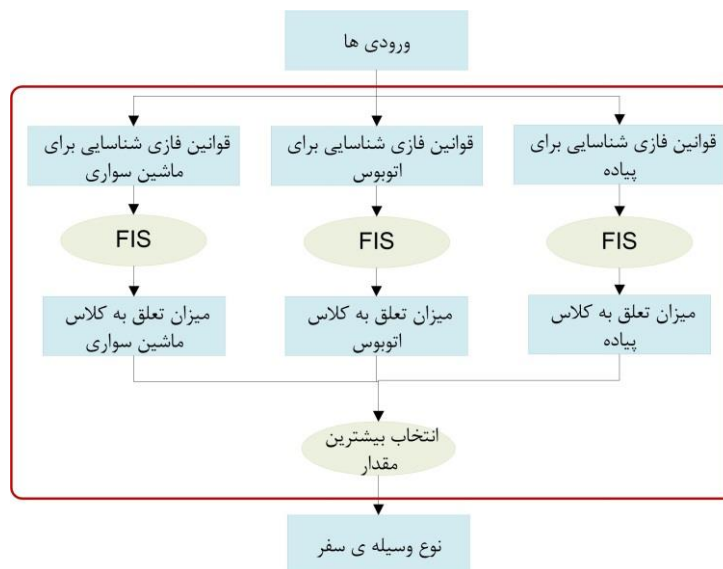 ورودی ها
قوانین فازی شناسایی برای
پیاده
قوانین فازی شناسایی برای
اتوبوس
قوانین فازی شناسایی برای
ماشین سواری
FIS
FIS
FIS
میزان تعلق به کلاس
پیاده
میزان تعلق به کلاس
اتوبوس
میزان تعلق به کلاس
ماشین سواری
انتخاب بیشترین
مقدار
نوع وسیله ی سفر